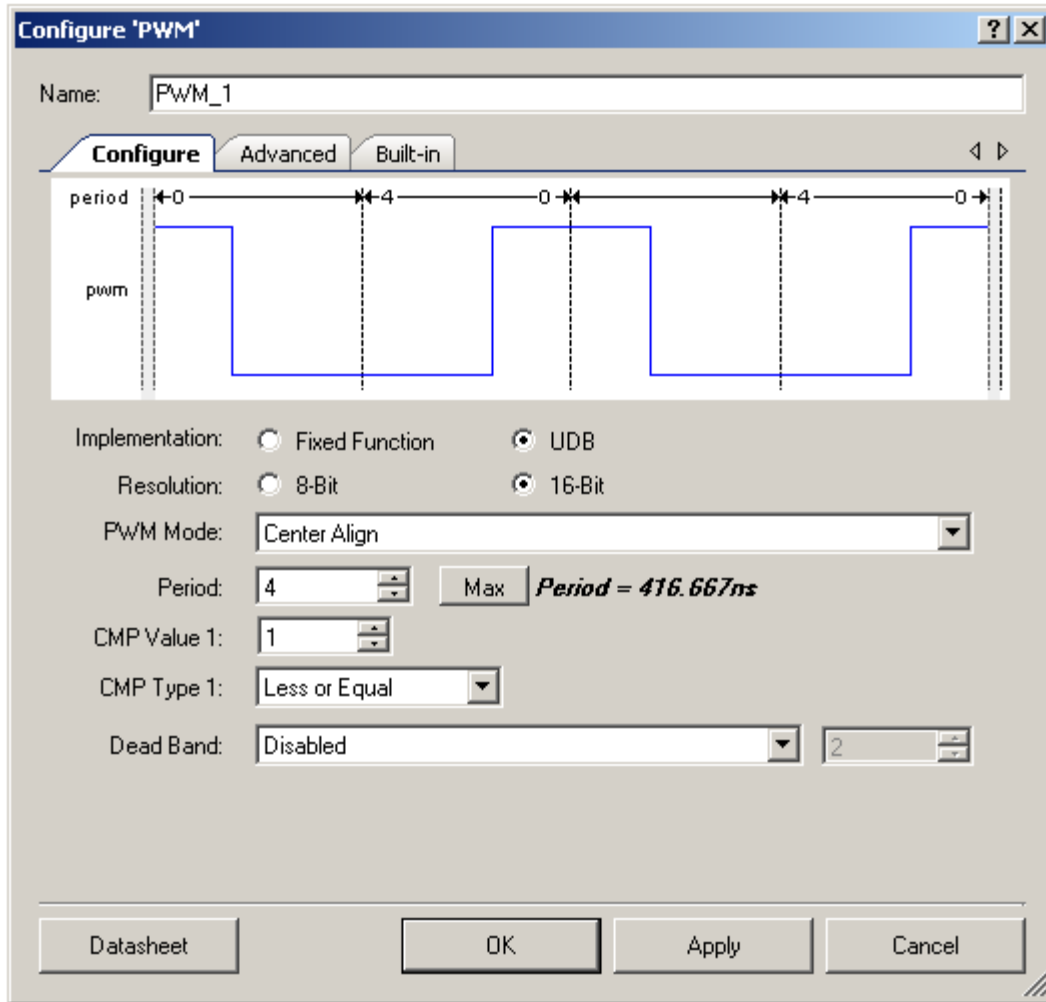 Configure 'PWM'
Name: PWM_1
Configure Advanced Built-in
period 0 4 0 4 0
pwm
Implementation: Fixed Function UDB
Resolution: 8-Bit 16-Bit
PWM Mode: Center Align
Period: 4 Max Period = 416.667ns
CMP Value 1: 1
CMP Type 1: Less or Equal
Dead Band: Disabled 2
Datasheet OK Apply Cancel